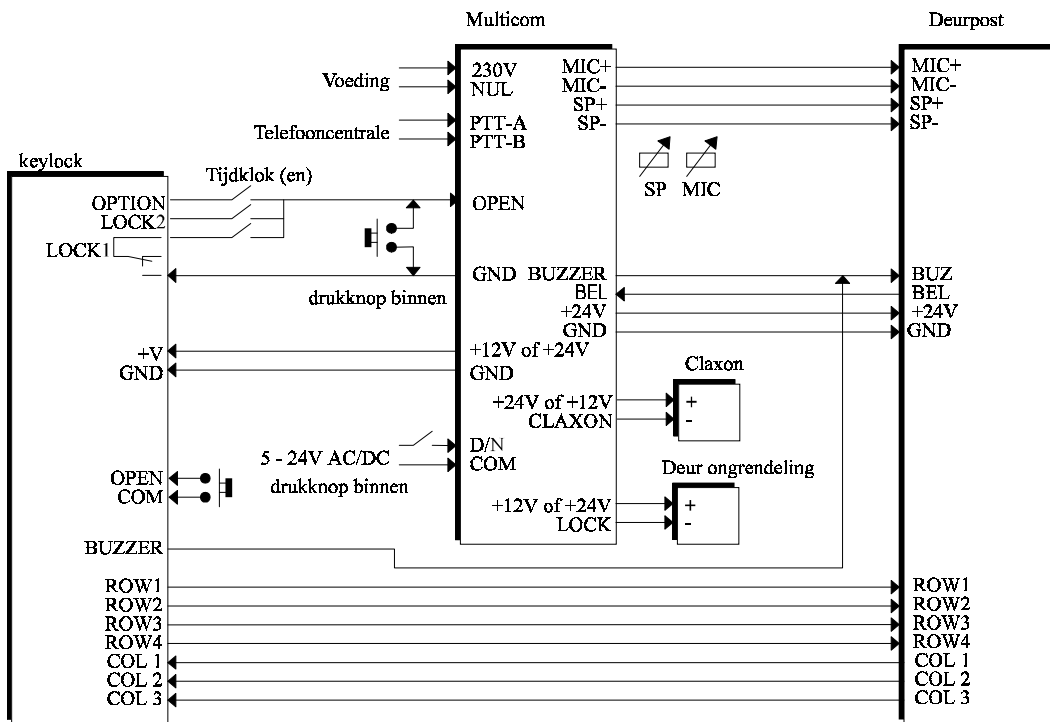 Multicom
Deurpost
Voeding
230V
NUL
MIC+
MIC-
SP+
SP-
MIC+
MIC-
SP+
SP-
Telefooncentrale
PTT-A
PTT-B
SP
MIC
keylock
Tijdklok (en)
OPTION
LOCK2
LOCK1
OPEN
GND
drukknop binnen
BUZZER
BEL
+24V
GND
BUZ
BEL
+24V
GND
+V
GND
+12V of +24V
GND
Claxon
+24V of +12V
CLAXON
+
-
D/N
COM
5 - 24V AC/DC
drukknop binnen
Deur ongrendeling
+12V of +24V
LOCK
+
-
OPEN
COM
BUZZER
ROW1
ROW2
ROW3
ROW4
COL 1
COL 2
COL 3
ROW1
ROW2
ROW3
ROW4
COL 1
COL 2
COL 3